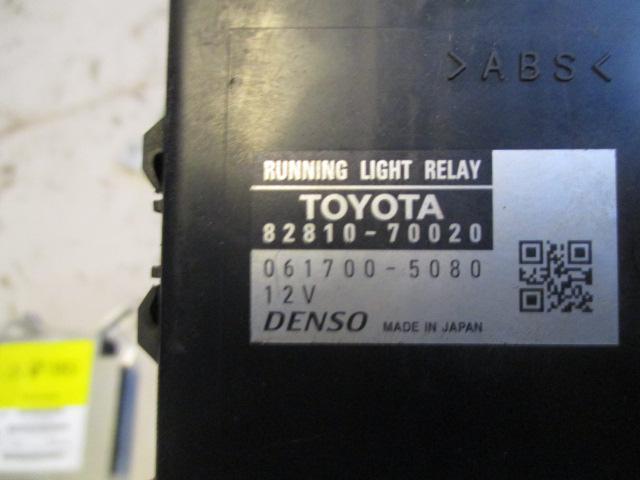 >ABS<
RUNNING LIGHT RELAY
TOYOTA
82810-70020
061700-5080
12V
DENSO MADE IN JAPAN